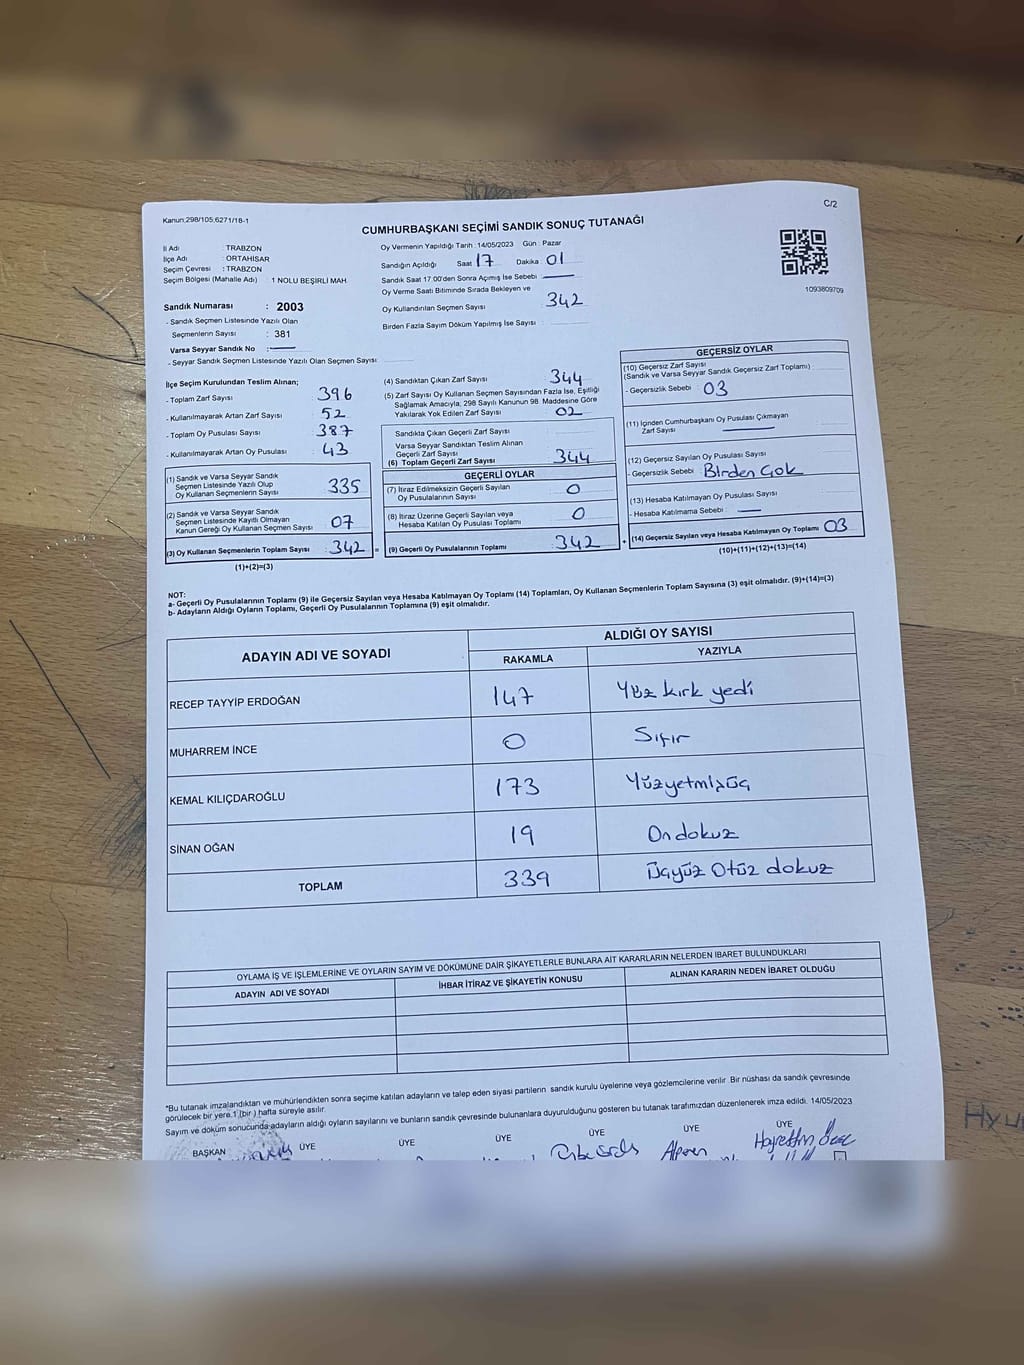 Kanun;298/105,6271/18-1
C/2
CUMHURBAŞKANI SEÇİMİ SANDIK SONUÇ TUTANAĞI
İl Adı : TRABZON
İlçe Adı : ORTAHİSAR
Seçim Çevresi : TRABZON
Seçim Bölgesi (Mahalle Adı) : 1 NOLU BEŞİRLİ MAH
Oy Vermenin Yapıldığı Tarih : 14/05/2023 Gün : Pazar
Sandığın Açıldığı Saat : 17 Dakika : 01
Sandık Saat 17:00'den Sonra Açımış İse Sebebi :
Oy Verme Saati Bitiminde Sırada Bekleyen ve
Oy Kullandırılan Seçmen Sayısı : 342
Birden Fazla Sayım Döküm Yapılmış İse Sayısı :
1093809709
Sandık Numarası : 2003
- Sandık Seçmen Listesinde Yazılı Olan
Seçmenlerin Sayısı : 381
Varsa Seyyar Sandık No :
- Seyyar Sandık Seçmen Listesinde Yazılı Olan Seçmen Sayısı :
İlçe Seçim Kurulundan Teslim Alınan;
- Toplam Zarf Sayısı : 396
- Kullanılmayarak Artan Zarf Sayısı : 52
- Toplam Oy Pusulası Sayısı : 387
- Kullanılmayarak Artan Oy Pusulası : 43
(1) Sandık ve Varsa Seyyar Sandık
Seçmen Listesinde Yazılı Olup
Oy Kullanan Seçmenlerin Sayısı : 335
(2) Sandık ve Varsa Seyyar Sandık
Seçmen Listesinde Kayıtlı Olmayan
Kanun Gereği Oy Kullanan Seçmen Sayısı : 07
(3) Oy Kullanan Seçmenlerin Toplam Sayısı : 342 =
(1)+(2)=(3)
(4) Sandıktan Çıkan Zarf Sayısı : 344
(5) Zarf Sayısı Oy Kullanan Seçmen Sayısından Fazla İse, Eşitliği
Sağlamak Amacıyla; 298 Sayılı Kanunun 98. Maddesine Göre
Yakılarak Yok Edilen Zarf Sayısı : 02
Sandıkta Çıkan Geçerli Zarf Sayısı :
Varsa Seyyar Sandıktan Teslim Alınan
Geçerli Zarf Sayısı :
(6) Toplam Geçerli Zarf Sayısı : 344
GEÇERLİ OYLAR
(7) İtiraz Edilmeksizin Geçerli Sayılan
Oy Pusulalarının Sayısı : 0
(8) İtiraz Üzerine Geçerli Sayılan veya
Hesaba Katılan Oy Pusulası Toplamı : 0
(9) Geçerli Oy Pusulalarının Toplamı : 342 +
GEÇERSİZ OYLAR
(10) Geçersiz Zarf Sayısı
(Sandık ve Varsa Seyyar Sandık Geçersiz Zarf Toplamı) :
- Geçersizlik Sebebi : 03
(11) İçinden Cumhurbaşkanı Oy Pusulası Çıkmayan
Zarf Sayısı :
(12) Geçersiz Sayılan Oy Pusulası Sayısı :
- Geçersizlik Sebebi : Birden Çok
(13) Hesaba Katılmayan Oy Pusulası Sayısı :
- Hesaba Katılmama Sebebi :
(14) Geçersiz Sayılan veya Hesaba Katılmayan Oy Toplamı : 03
(10)+(11)+(12)+(13)=(14)
NOT:
a- Geçerli Oy Pusulalarının Toplamı (9) ile Geçersiz Sayılan veya Hesaba Katılmayan Oy Toplamı (14) Toplamları, Oy Kullanan Seçmenlerin Toplam Sayısına (3) eşit olmalıdır. (9)+(14)=(3)
b- Adayların Aldığı Oyların Toplamı, Geçerli Oy Pusulalarının Toplamına (9) eşit olmalıdır.
ADAYIN ADI VE SOYADI
ALDIĞI OY SAYISI
RAKAMLA YAZIYLA
RECEP TAYYİP ERDOĞAN 147 Yüz kırk yedi
MUHARREM İNCE 0 Sıfır
KEMAL KILIÇDAROĞLU 173 Yüzyetmişüç
SİNAN OĞAN 19 On dokuz
TOPLAM 339 Üçyüz Otüz dokuz
OYLAMA İŞ VE İŞLEMLERİNE VE OYLARIN SAYIM VE DÖKÜMÜNE DAİR ŞİKAYETLERLE BUNLARA AİT KARARLARIN NELERDEN İBARET BULUNDUKLARI
ADAYIN ADI VE SOYADI İHBAR İTİRAZ VE ŞİKAYETİN KONUSU ALINAN KARARIN NEDEN İBARET OLDUĞU
*Bu tutanak imzalandıktan ve mühürlendikten sonra seçime katılan adayların ve talep eden siyasi partilerin sandık kurulu üyelerine veya gözlemcilerine verilir. Bir nüshası da sandık çevresinde
görülecek bir yere 1 (bir ) hafta süreyle asılır.
Sayım ve döküm sonucunda adayların aldığı oyların sayılarını ve bunların sandık çevresinde bulunanlara duyurulduğunu gösteren bu tutanak tarafımızdan düzenlenerek imza edildi. 14/05/2023
BAŞKAN ÜYE ÜYE ÜYE ÜYE ÜYE ÜYE
Alperen Hayrettin